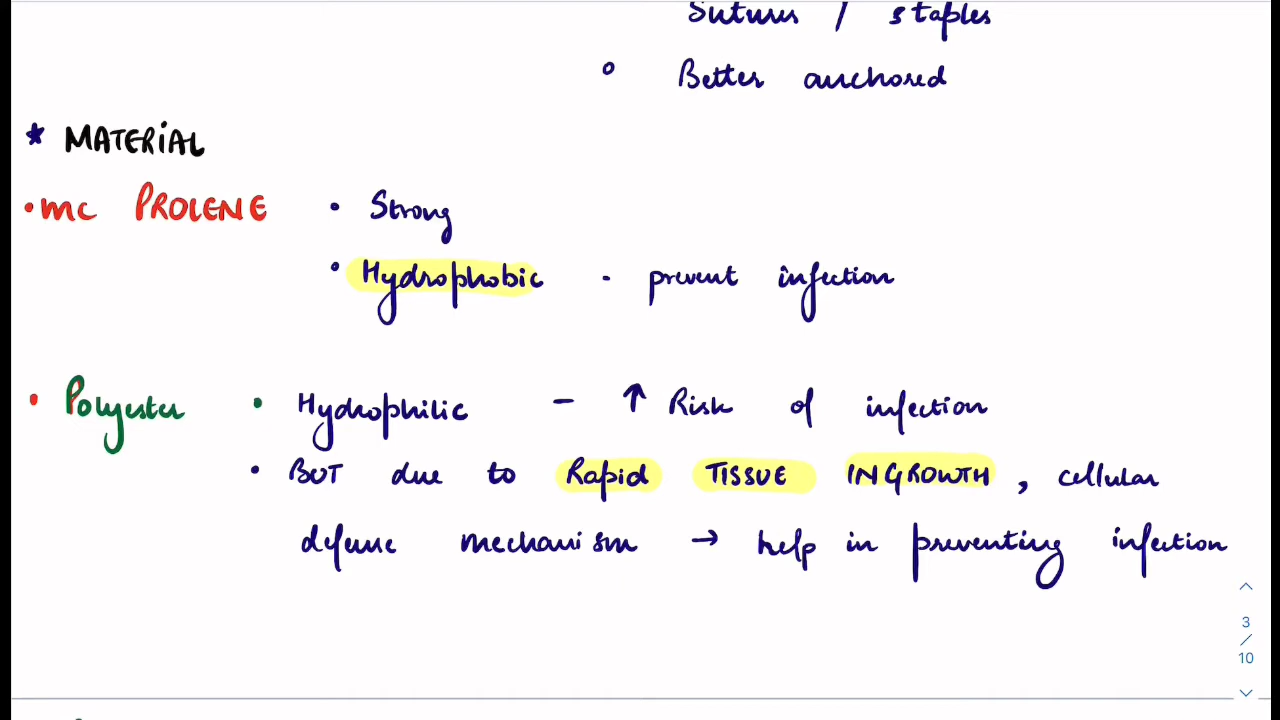 Sutures / staples
° Better anchored
* MATERIAL
• mc PROLENE • Strong
• Hydrophobic . prevent infection
• Polyester • Hydrophilic – ↑ Risk of infection
• BUT due to Rapid TISSUE INGROWTH, cellular
defense mechanism → help in preventing infection
3
/
10